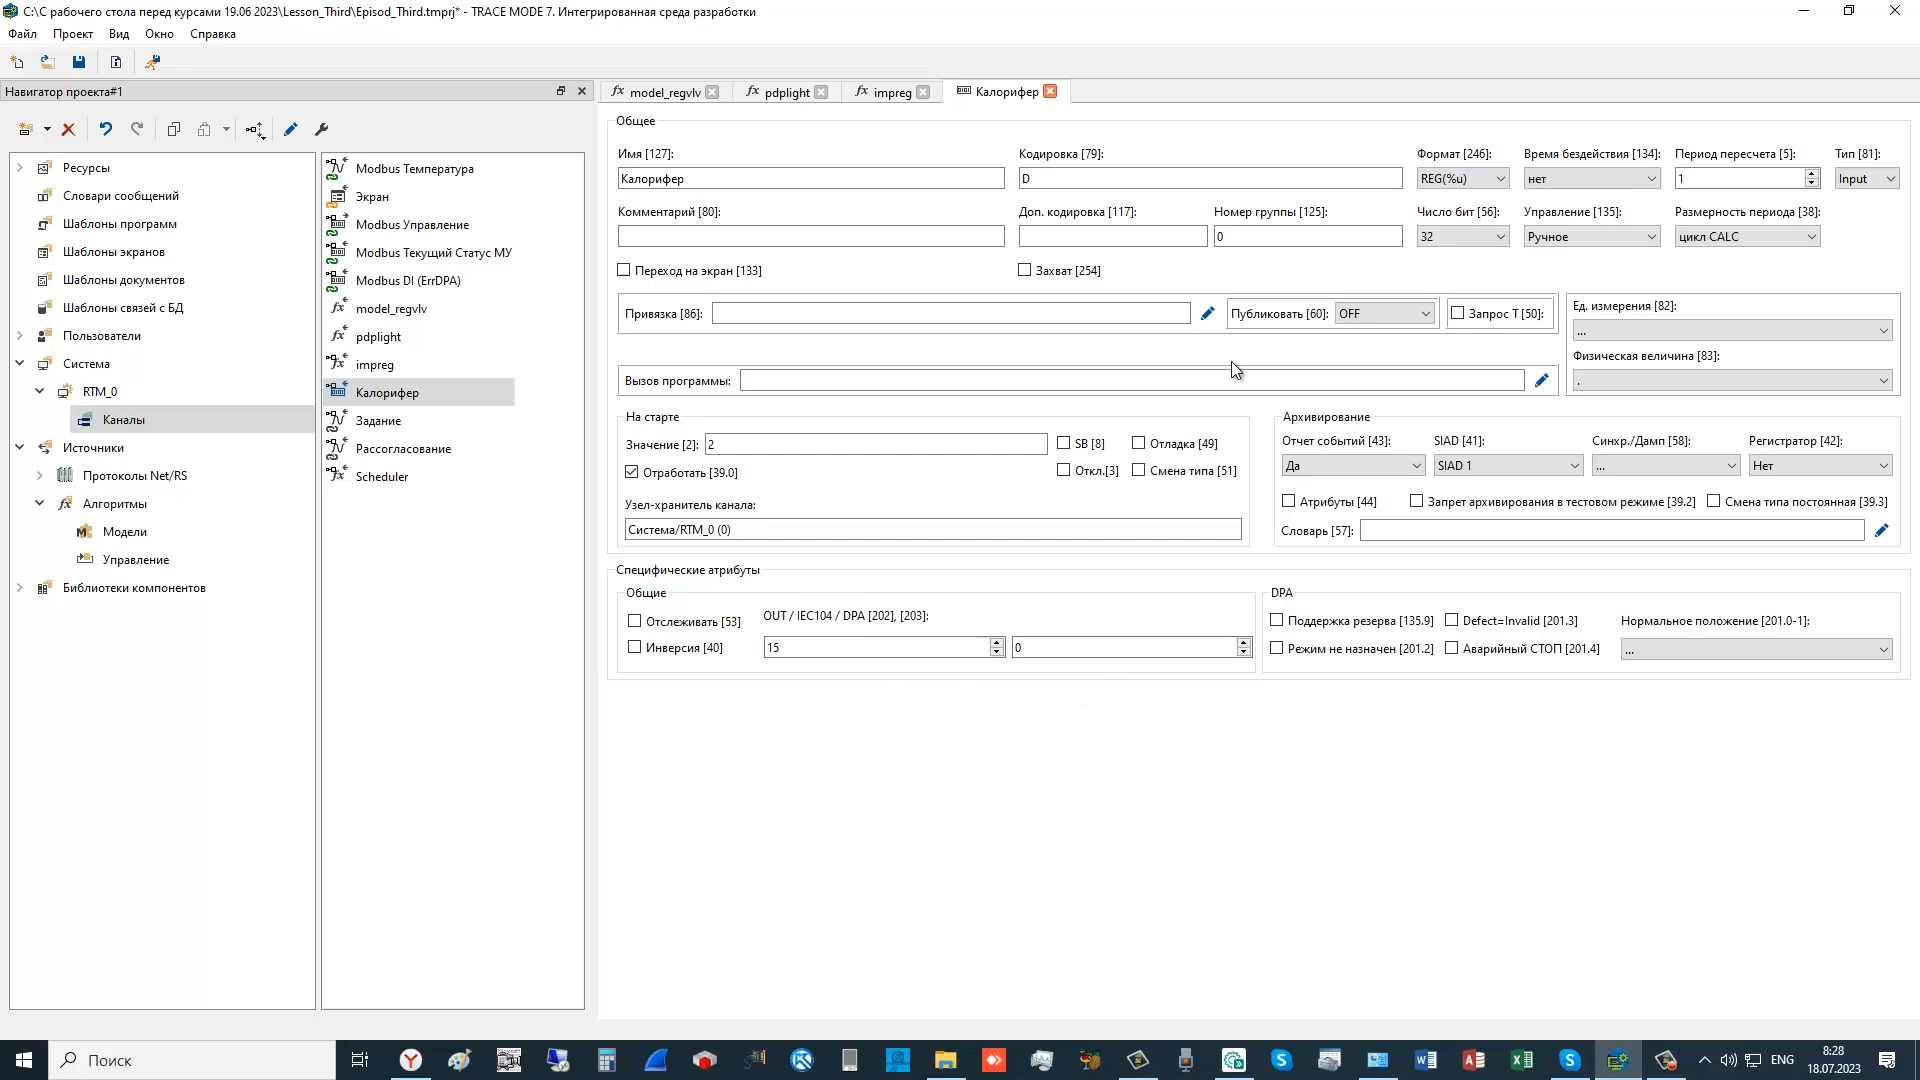 C:\С рабочего стола перед курсами 19.06 2023\Lesson_Third\Episod_Third.tmprj* - TRACE MODE 7. Интегрированная среда разработки
Файл Проект Вид Окно Справка
Навигатор проекта#1
Ресурсы
Словари сообщений
Шаблоны программ
Шаблоны экранов
Шаблоны документов
Шаблоны связей с БД
Пользователи
Система
RTM_0
Каналы
Источники
Протоколы Net/RS
Алгоритмы
Модели
Управление
Библиотеки компонентов
Modbus Температура
Экран
Modbus Управление
Modbus Текущий Статус МУ
Modbus DI (ErrDPA)
model_regvlv
pdplight
impreg
Калорифер
Задание
Рассогласование
Scheduler
model_regvlv pdplight impreg Калорифер
Общее
Имя [127]: Кодировка [79]: Формат [246]: Время бездействия [134]: Период пересчета [5]: Тип [81]:
Калорифер D REG(%u) нет 1 Input
Комментарий [80]: Доп. кодировка [117]: Номер группы [125]: Число бит [56]: Управление [135]: Размерность периода [38]:
0 32 Ручное цикл CALC
Переход на экран [133] Захват [254]
Привязка [86]: Публиковать [60]: OFF Запрос Т [50]:
Ед. измерения [82]:
...
Физическая величина [83]:
.
Вызов программы:
На старте
Значение [2]: 2 SB [8] Отладка [49]
Отработать [39.0] Откл.[3] Смена типа [51]
Узел-хранитель канала:
Система/RTM_0 (0)
Архивирование
Отчет событий [43]: SIAD [41]: Синхр./Дамп [58]: Регистратор [42]:
Да SIAD 1 ... Нет
Атрибуты [44] Запрет архивирования в тестовом режиме [39.2] Смена типа постоянная [39.3]
Словарь [57]:
Специфические атрибуты
Общие
Отслеживать [53] OUT / IEC104 / DPA [202], [203]:
Инверсия [40] 15 0
DPA
Поддержка резерва [135.9] Defect=Invalid [201.3] Нормальное положение [201.0-1]:
Режим не назначен [201.2] Аварийный СТОП [201.4] ...
Поиск
ENG
8:28
18.07.2023